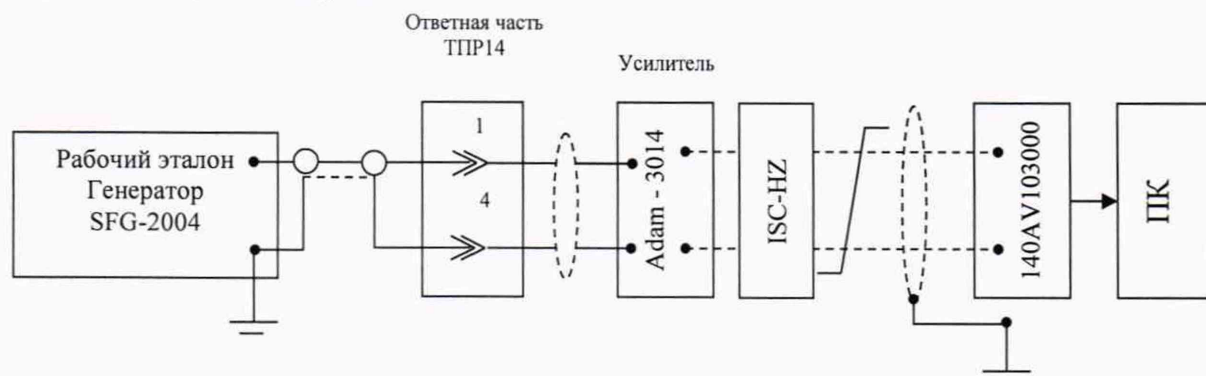 Ответная часть
ТПР14
Усилитель
Рабочий эталон
Генератор
SFG-2004
1
4
Adam - 3014
ISC-HZ
140AV103000
ПК